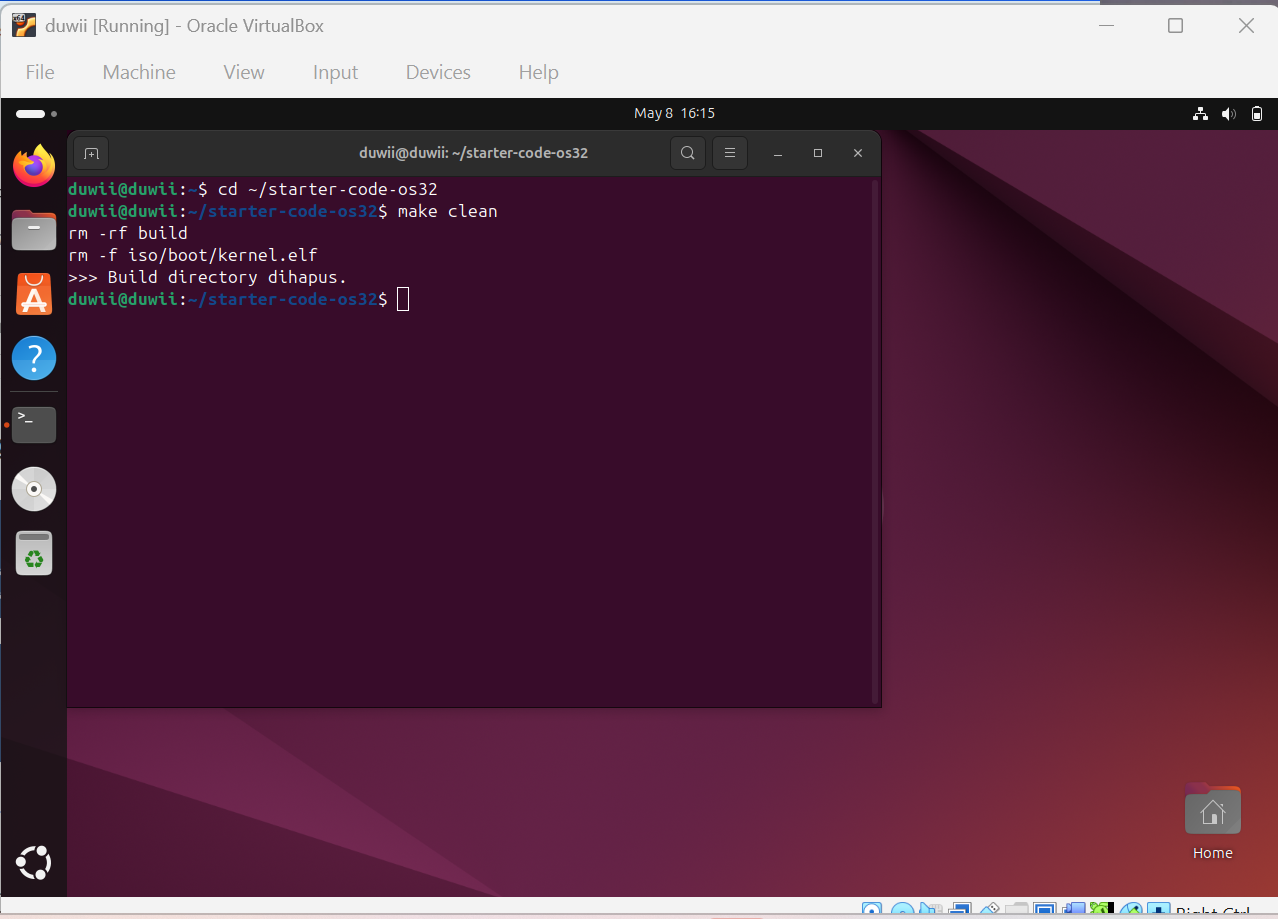 duwii [Running] - Oracle VirtualBox
File Machine View Input Devices Help
May 8 16:15
duwii@duwii: ~/starter-code-os32
duwii@duwii:~$ cd ~/starter-code-os32
duwii@duwii:~/starter-code-os32$ make clean
rm -rf build
rm -f iso/boot/kernel.elf
>>> Build directory dihapus.
duwii@duwii:~/starter-code-os32$
Home
Right Ctrl